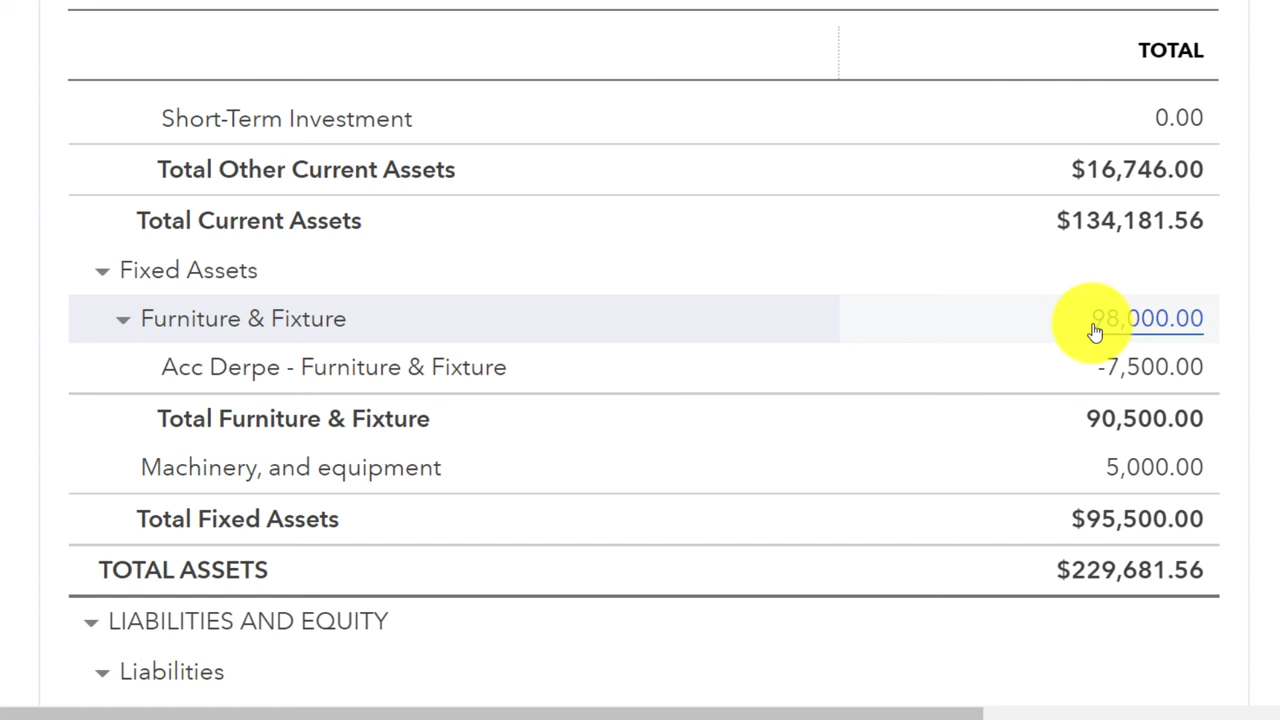 TOTAL
Short-Term Investment 0.00
Total Other Current Assets $16,746.00
Total Current Assets $134,181.56
Fixed Assets
Furniture & Fixture 98,000.00
Acc Derpe - Furniture & Fixture -7,500.00
Total Furniture & Fixture 90,500.00
Machinery, and equipment 5,000.00
Total Fixed Assets $95,500.00
TOTAL ASSETS $229,681.56
LIABILITIES AND EQUITY
Liabilities